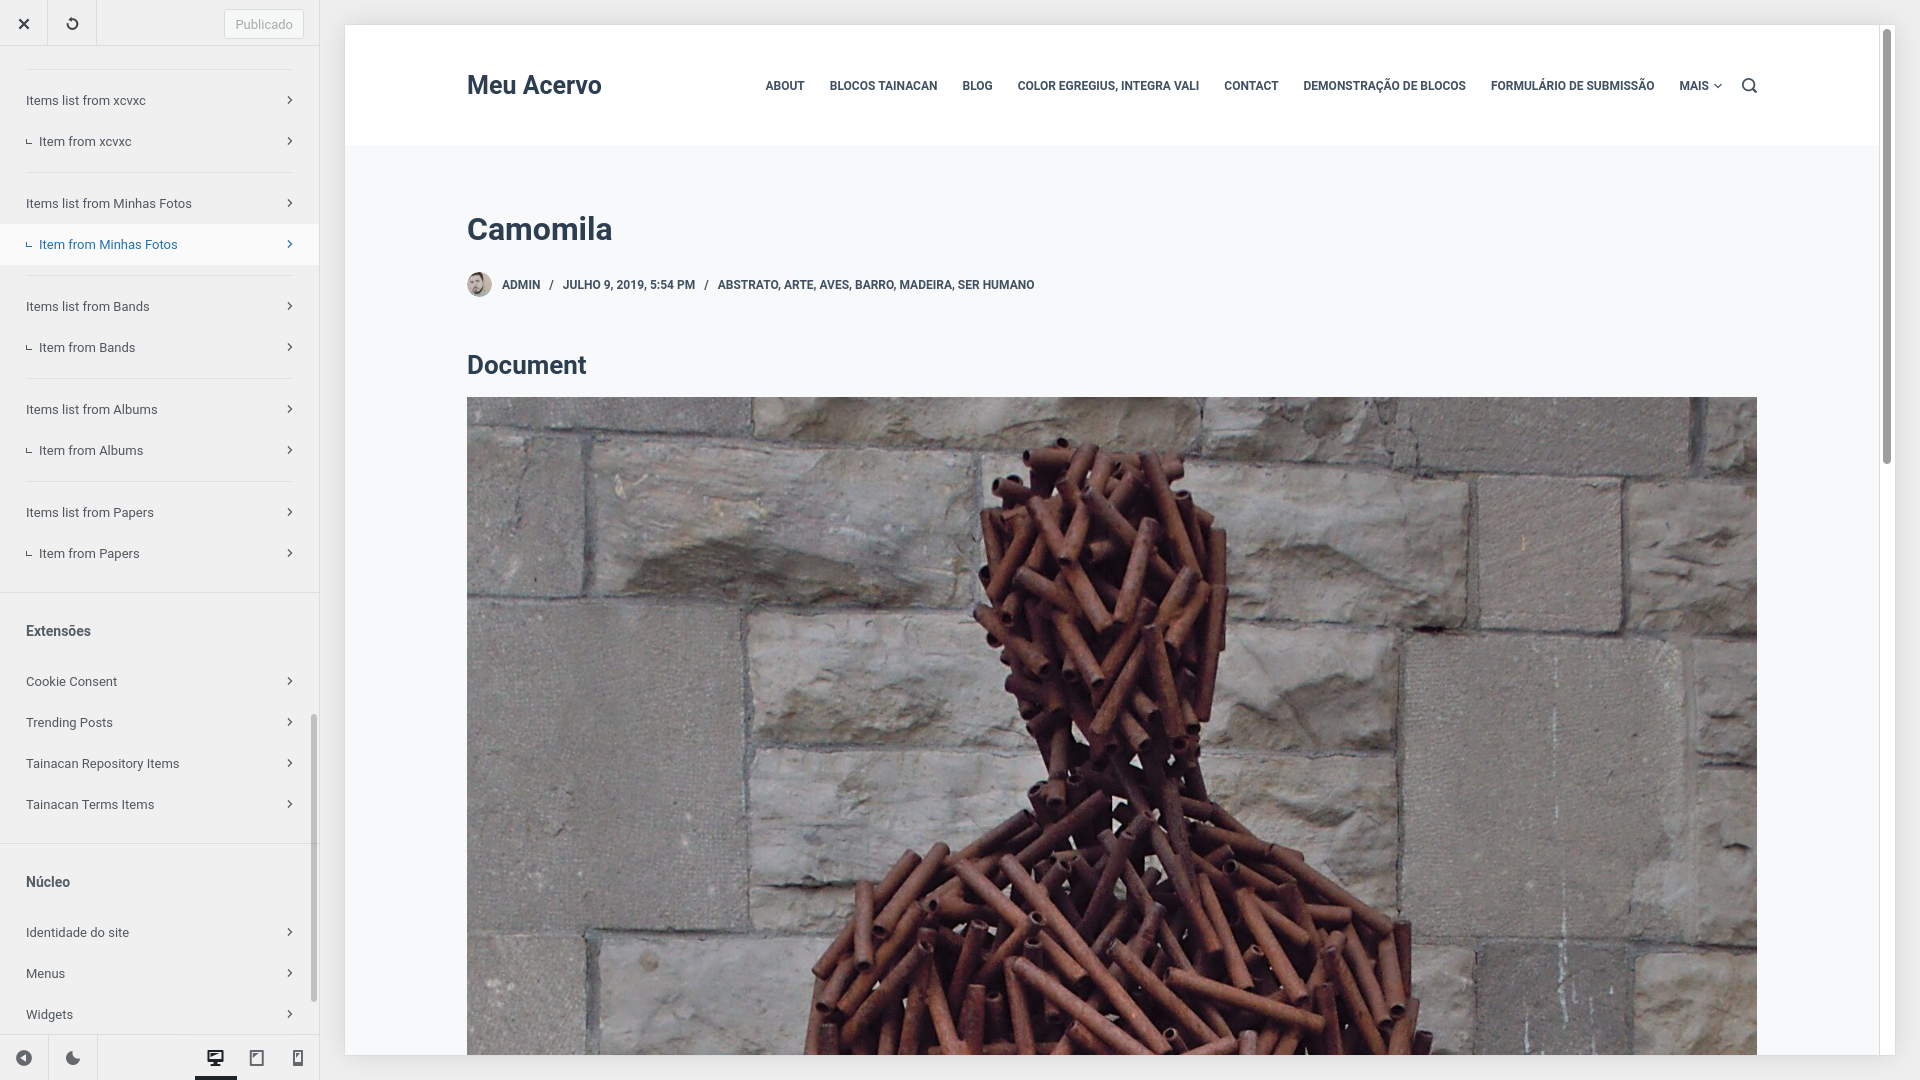 Publicado
Items list from xcvxc
Item from xcvxc
Items list from Minhas Fotos
Item from Minhas Fotos
Items list from Bands
Item from Bands
Items list from Albums
Item from Albums
Items list from Papers
Item from Papers
Extensões
Cookie Consent
Trending Posts
Tainacan Repository Items
Tainacan Terms Items
Núcleo
Identidade do site
Menus
Widgets
Meu Acervo
ABOUT BLOCOS TAINACAN BLOG COLOR EGREGIUS, INTEGRA VALI CONTACT DEMONSTRAÇÃO DE BLOCOS FORMULÁRIO DE SUBMISSÃO MAIS
Camomila
ADMIN / JULHO 9, 2019, 5:54 PM / ABSTRATO, ARTE, AVES, BARRO, MADEIRA, SER HUMANO
Document